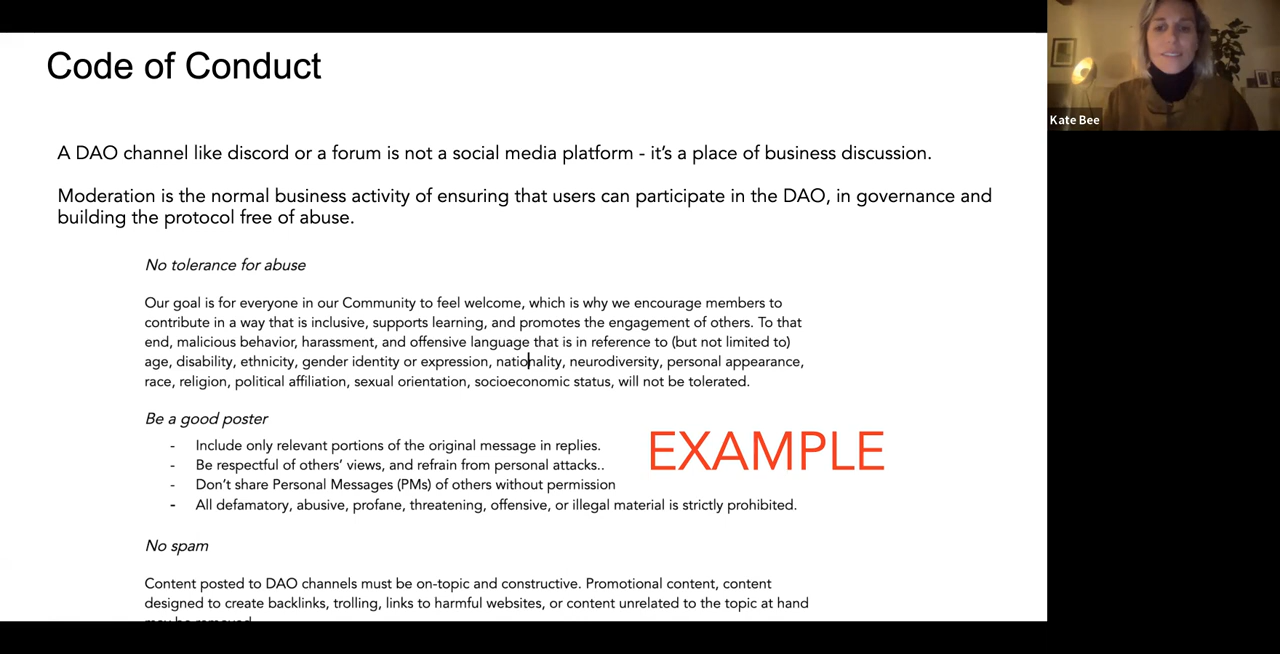 Code of Conduct
Kate Bee
A DAO channel like discord or a forum is not a social media platform - it’s a place of business discussion.
Moderation is the normal business activity of ensuring that users can participate in the DAO, in governance and
building the protocol free of abuse.
No tolerance for abuse
Our goal is for everyone in our Community to feel welcome, which is why we encourage members to
contribute in a way that is inclusive, supports learning, and promotes the engagement of others. To that
end, malicious behavior, harassment, and offensive language that is in reference to (but not limited to)
age, disability, ethnicity, gender identity or expression, nationality, neurodiversity, personal appearance,
race, religion, political affiliation, sexual orientation, socioeconomic status, will not be tolerated.
Be a good poster
- Include only relevant portions of the original message in replies.
- Be respectful of others’ views, and refrain from personal attacks..
- Don’t share Personal Messages (PMs) of others without permission
- All defamatory, abusive, profane, threatening, offensive, or illegal material is strictly prohibited.
EXAMPLE
No spam
Content posted to DAO channels must be on-topic and constructive. Promotional content, content
designed to create backlinks, trolling, links to harmful websites, or content unrelated to the topic at hand
may be removed